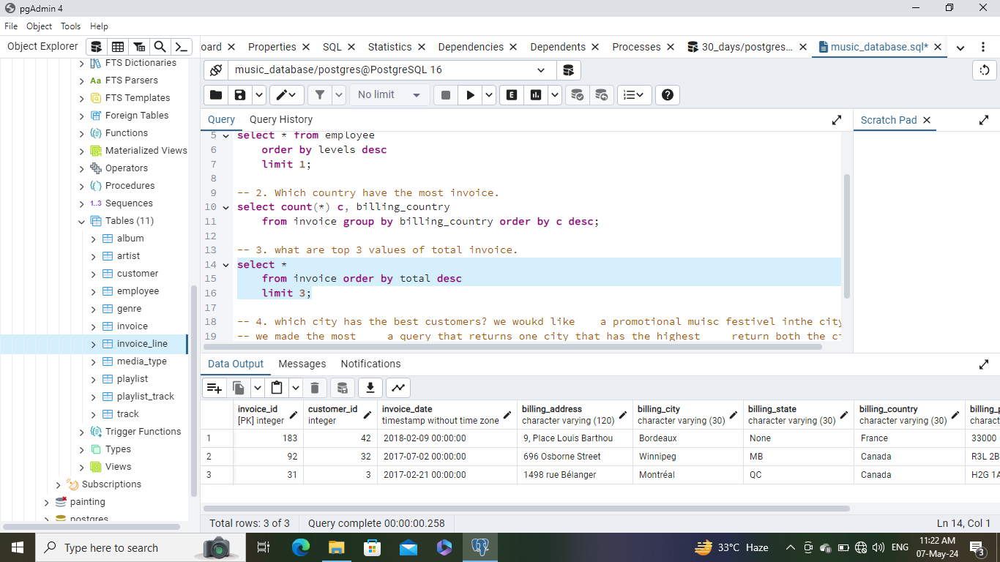 pgAdmin 4
File Object Tools Help
Object Explorer
oard Properties SQL Statistics Dependencies Dependents Processes 30_days/postgres... music_database.sql*
music_database/postgres@PostgreSQL 16
No limit
E
Query Query History
Scratch Pad
FTS Dictionaries
Aa FTS Parsers
FTS Templates
Foreign Tables
Functions
Materialized Views
Operators
Procedures
1..3 Sequences
Tables (11)
album
artist
customer
employee
genre
invoice
invoice_line
media_type
playlist
playlist_track
track
Trigger Functions
Types
Views
Subscriptions
painting
postgres
5 select * from employee
6 order by levels desc
7 limit 1;
8
9 -- 2. Which country have the most invoice.
10 select count(*) c, billing_country
11 from invoice group by billing_country order by c desc;
12
13 -- 3. what are top 3 values of total invoice.
14 select *
15 from invoice order by total desc
16 limit 3;
17
18 -- 4. which city has the best customers? we woukd like a promotional muisc festivel inthe city
19 -- we made the most a query that returns one city that has the highest return both the ci
Data Output Messages Notifications
invoice_id customer_id invoice_date billing_address billing_city billing_state billing_country billing_p
[PK] integer integer timestamp without time zone character varying (120) character varying (30) character varying (30) character varying (30) charact
1 183 42 2018-02-09 00:00:00 9, Place Louis Barthou Bordeaux None France 33000
2 92 32 2017-07-02 00:00:00 696 Osborne Street Winnipeg MB Canada R3L 2B
3 31 3 2017-02-21 00:00:00 1498 rue Bélanger Montréal QC Canada H2G 1A
Total rows: 3 of 3 Query complete 00:00:00.258 Ln 14, Col 1
Type here to search
33°C Haze
ENG
11:22 AM
07-May-24
3